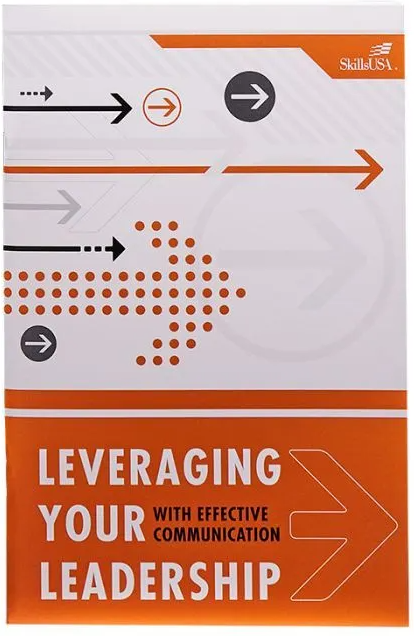 SkillsUSA
LEVERAGING
YOUR
WITH EFFECTIVE
COMMUNICATION
LEADERSHIP